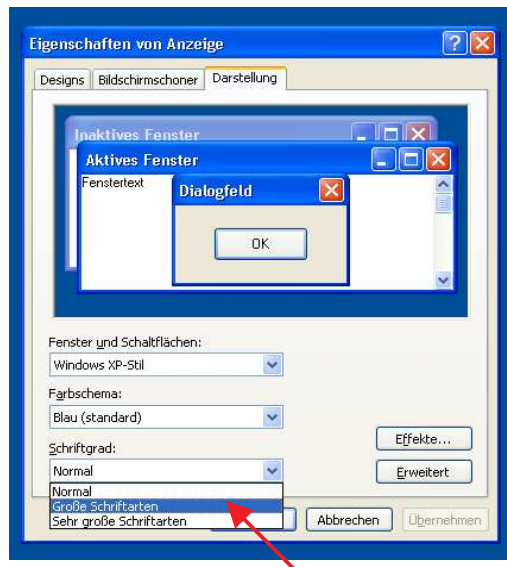 Eigenschaften von Anzeige
Designs Bildschirmschoner Darstellung
Inaktives Fenster
Aktives Fenster
Fenstertext
Dialogfeld
OK
Fenster und Schaltflächen:
Windows XP-Stil
Farbschema:
Blau (standard)
Effekte...
Schriftgrad:
Normal
Erweitert
Normal
Große Schriftarten
Sehr große Schriftarten
Abbrechen Übernehmen